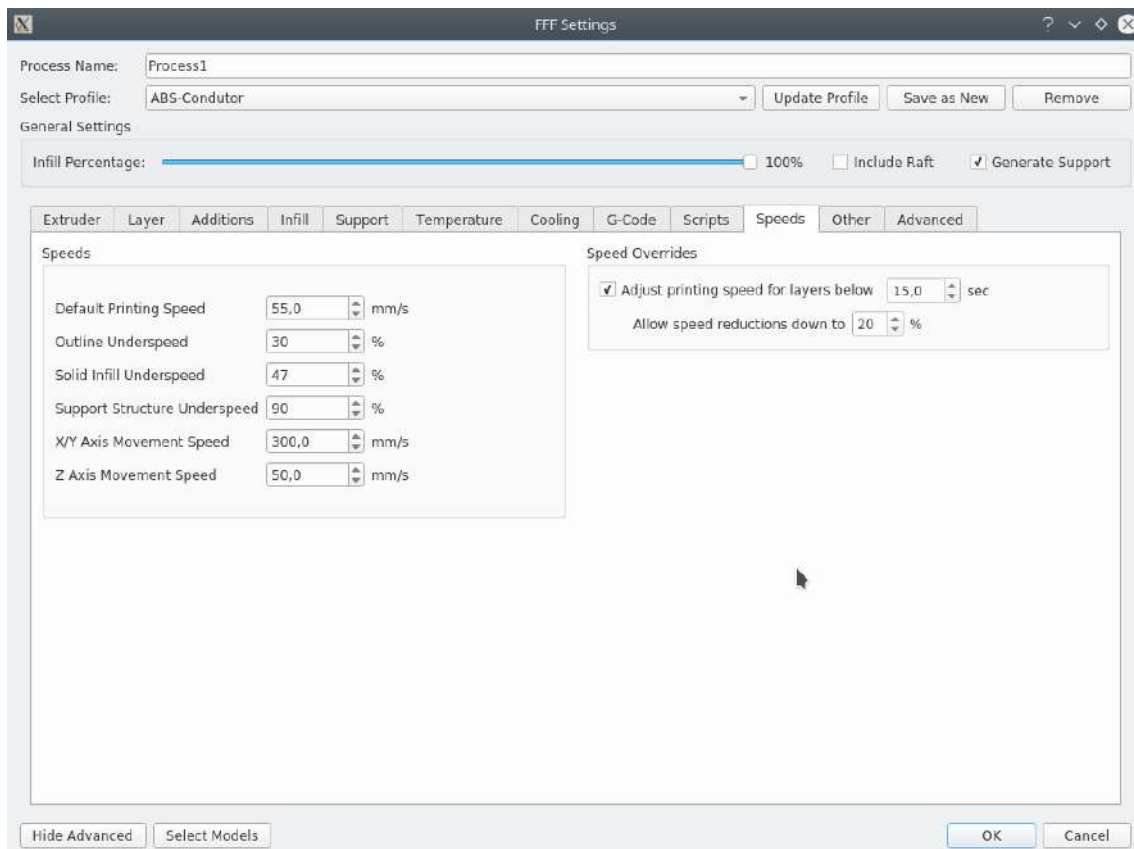 FFF Settings
Process Name: Process1
Select Profile: ABS-Condutor Update Profile Save as New Remove
General Settings
Infill Percentage: 100% Include Raft Generate Support
Extruder Layer Additions Infill Support Temperature Cooling G-Code Scripts Speeds Other Advanced
Speeds
Default Printing Speed 55,0 mm/s
Outline Underspeed 30 %
Solid Infill Underspeed 47 %
Support Structure Underspeed 90 %
X/Y Axis Movement Speed 300,0 mm/s
Z Axis Movement Speed 50,0 mm/s
Speed Overrides
Adjust printing speed for layers below 15,0 sec
Allow speed reductions down to 20 %
Hide Advanced Select Models OK Cancel